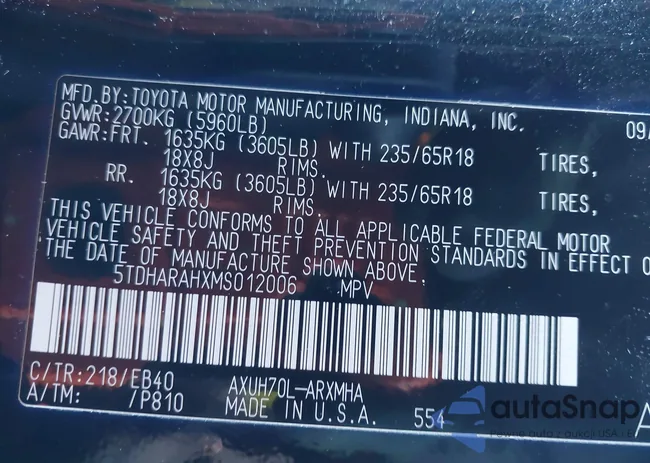 MFD.BY:TOYOTA MOTOR MANUFACTURING, INDIANA, INC. 09/
GVWR:2700KG (5960LB)
GAWR:FRT. 1635KG (3605LB) WITH 235/65R18 TIRES,
18X8J RIMS.
RR. 1635KG (3605LB) WITH 235/65R18 TIRES,
18X8J RIMS.
THIS VEHICLE CONFORMS TO ALL APPLICABLE FEDERAL MOTOR
VEHICLE SAFETY AND THEFT PREVENTION STANDARDS IN EFFECT O
THE DATE OF MANUFACTURE SHOWN ABOVE.
5TDHARAHXMS012006 MPV
C/TR:218/EB40 AXUH70L-ARXMHA
A/TM: /P810 MADE IN U.S.A. 554 A
autaSnap